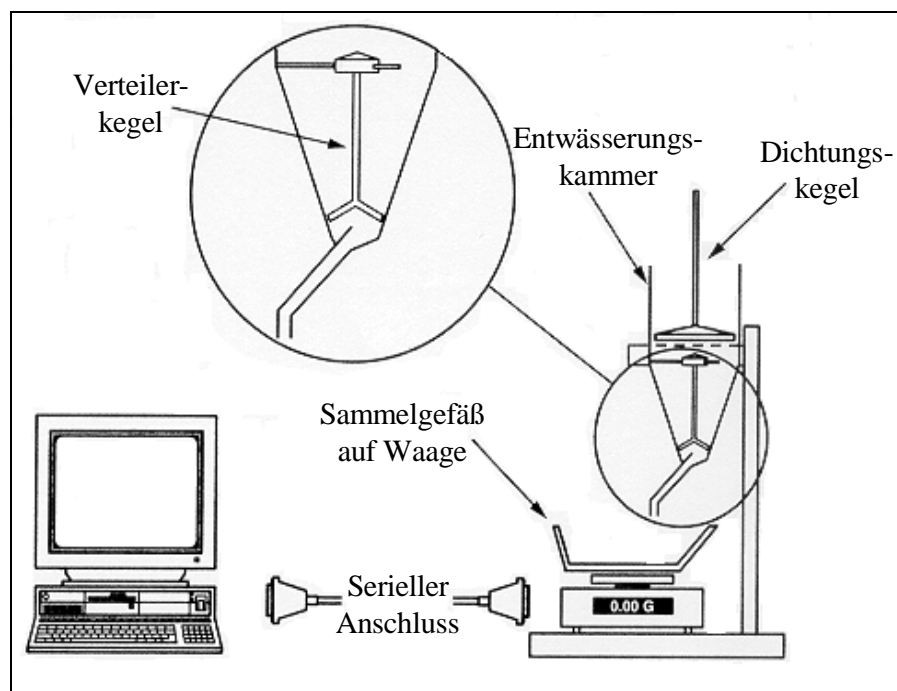 Verteiler-
kegel
Entwässerungs-
kammer
Dichtungs-
kegel
Sammelgefäß
auf Waage
Serieller
Anschluss
0.00 G